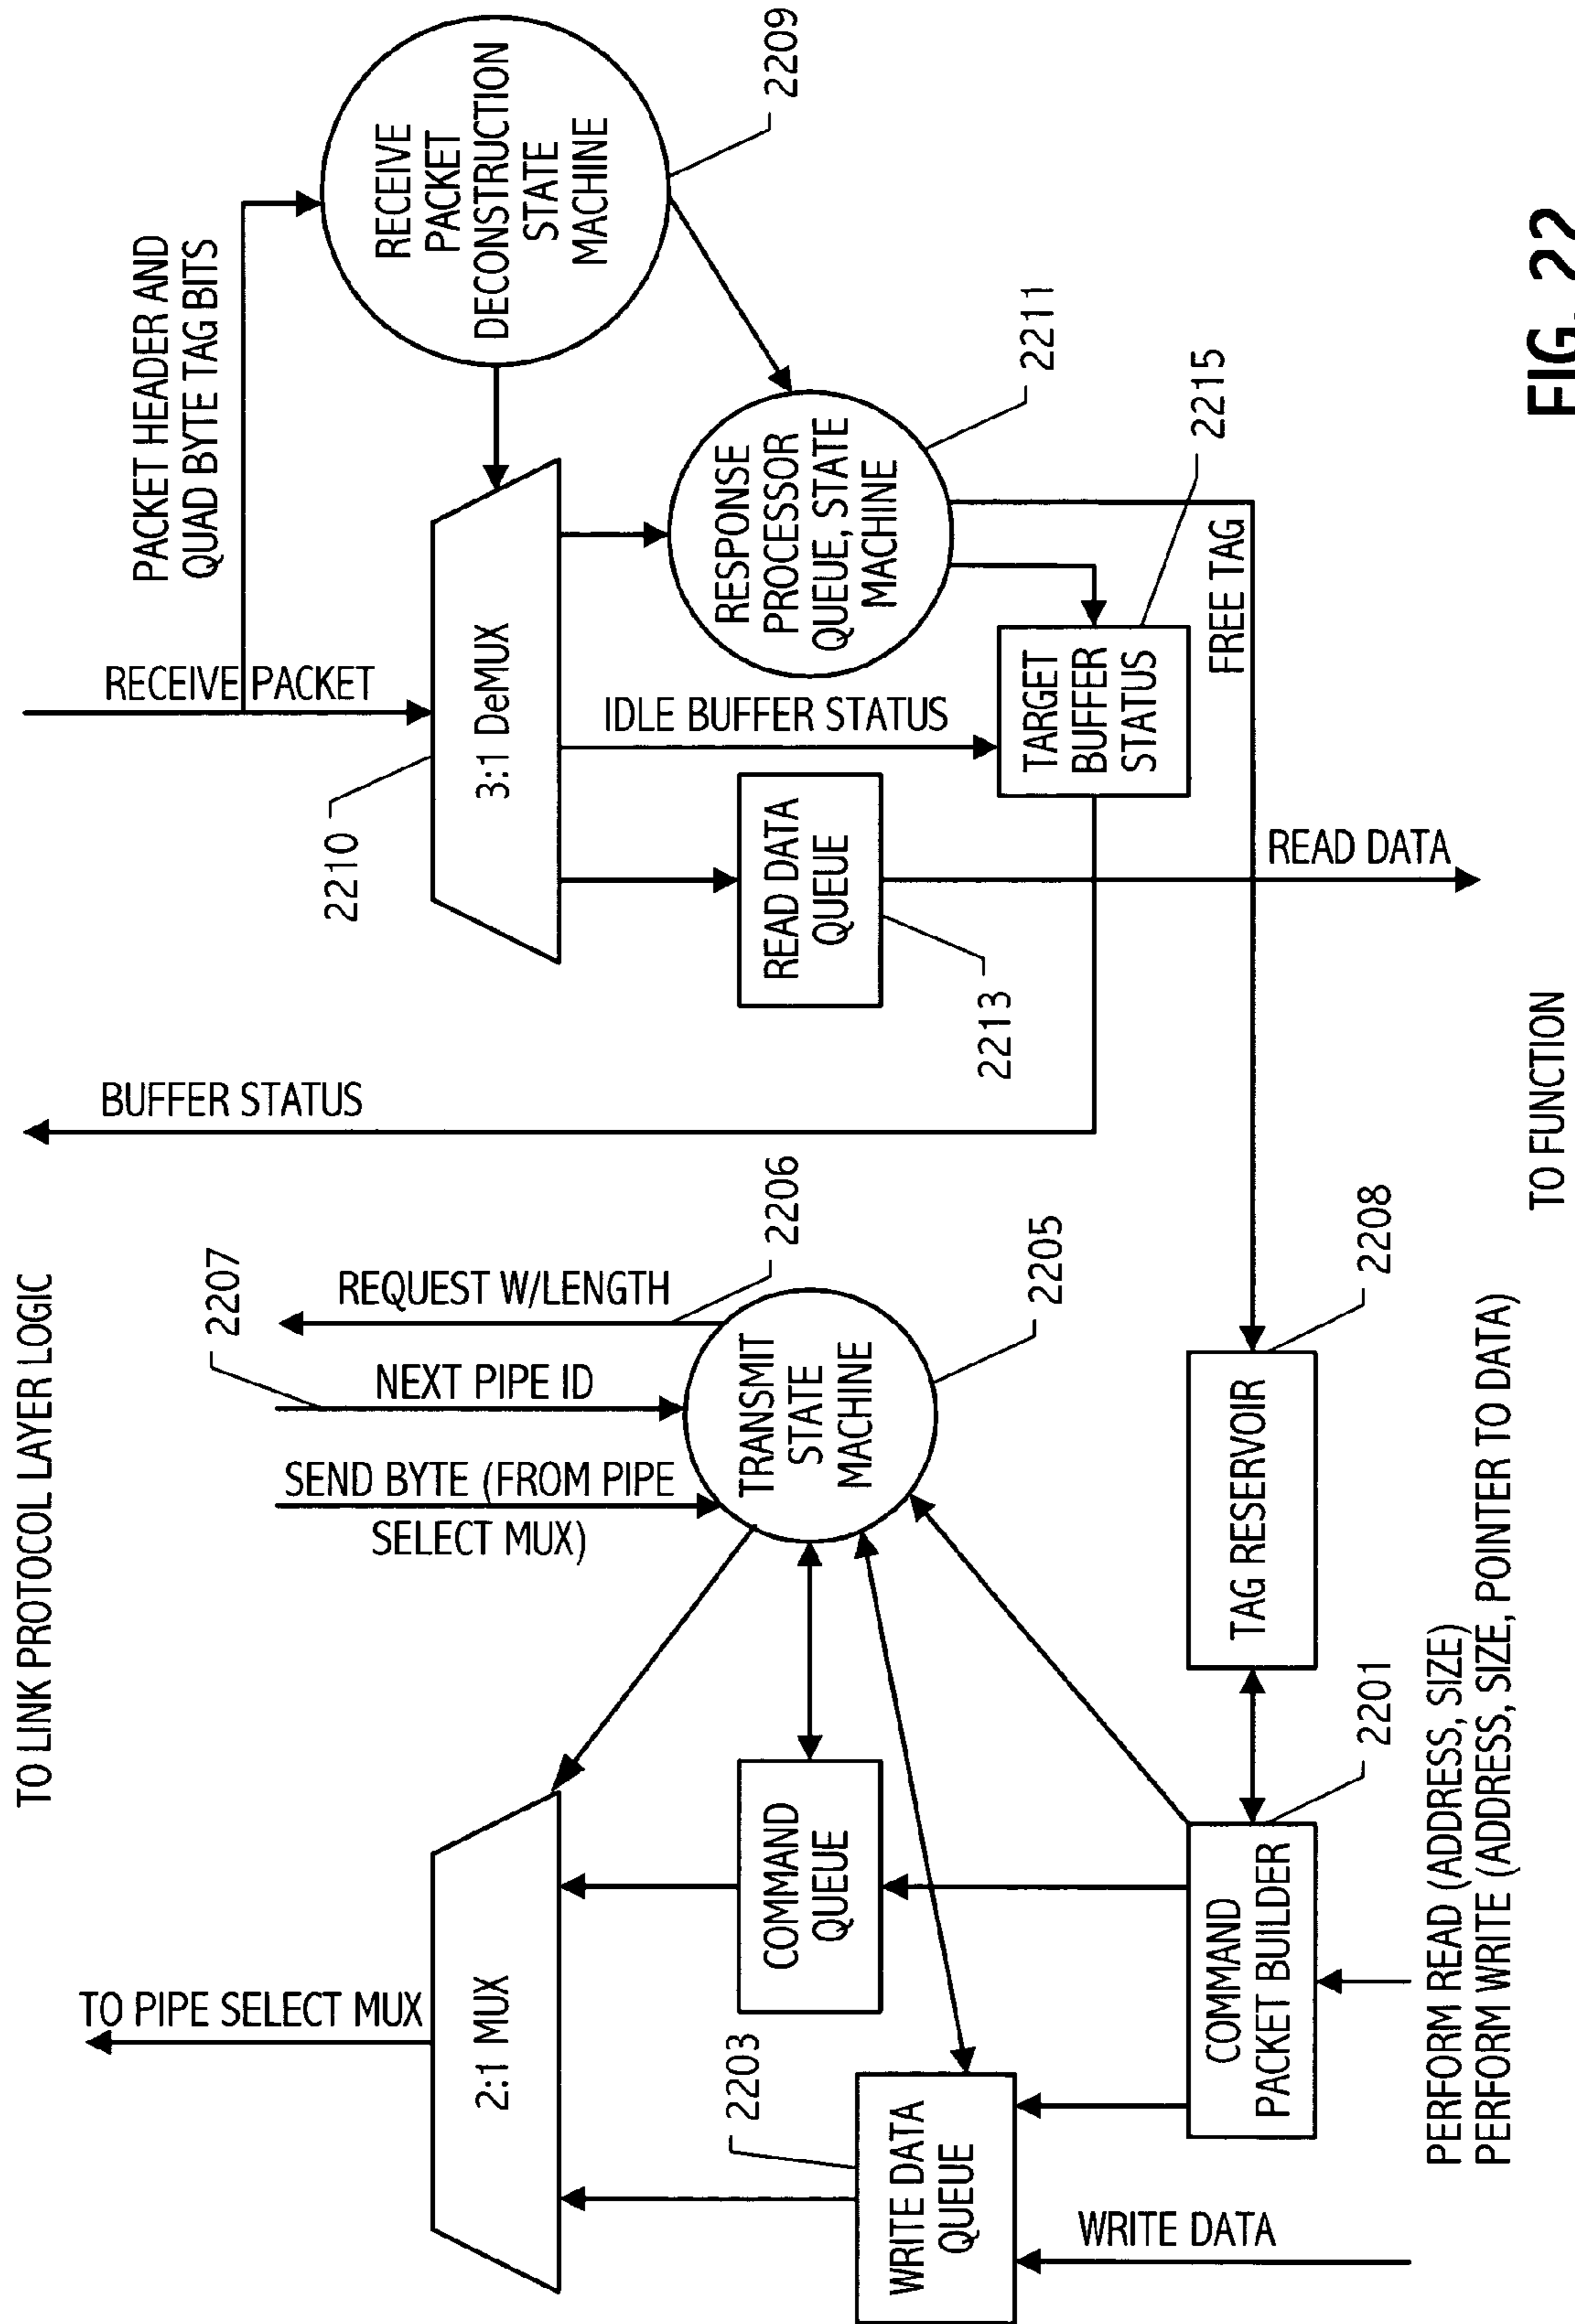 TO LINK PROTOCOL LAYER LOGIC
TO PIPE SELECT MUX
2:1 MUX
2203
WRITE DATA
QUEUE
WRITE DATA
COMMAND
QUEUE
COMMAND
PACKET BUILDER
2201
PERFORM READ (ADDRESS, SIZE)
PERFORM WRITE (ADDRESS, SIZE, POINTER TO DATA)
SEND BYTE (FROM PIPE
SELECT MUX)
NEXT PIPE ID
2207
REQUEST W/LENGTH
2206
TRANSMIT
STATE
MACHINE
2205
TAG RESERVOIR
2208
BUFFER STATUS
RECEIVE PACKET
PACKET HEADER AND
QUAD BYTE TAG BITS
2210
3:1 DeMUX
RECEIVE
PACKET
DECONSTRUCTION
STATE
MACHINE
2209
READ DATA
QUEUE
2213
IDLE BUFFER STATUS
RESPONSE
PROCESSOR
QUEUE, STATE
MACHINE
2211
TARGET
BUFFER
STATUS
2215
FREE TAG
READ DATA
TO FUNCTION
FIG. 22